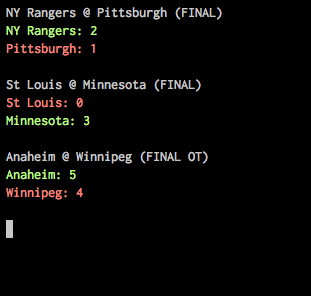 NY Rangers @ Pittsburgh (FINAL)
NY Rangers: 2
Pittsburgh: 1
St Louis @ Minnesota (FINAL)
St Louis: 0
Minnesota: 3
Anaheim @ Winnipeg (FINAL OT)
Anaheim: 5
Winnipeg: 4